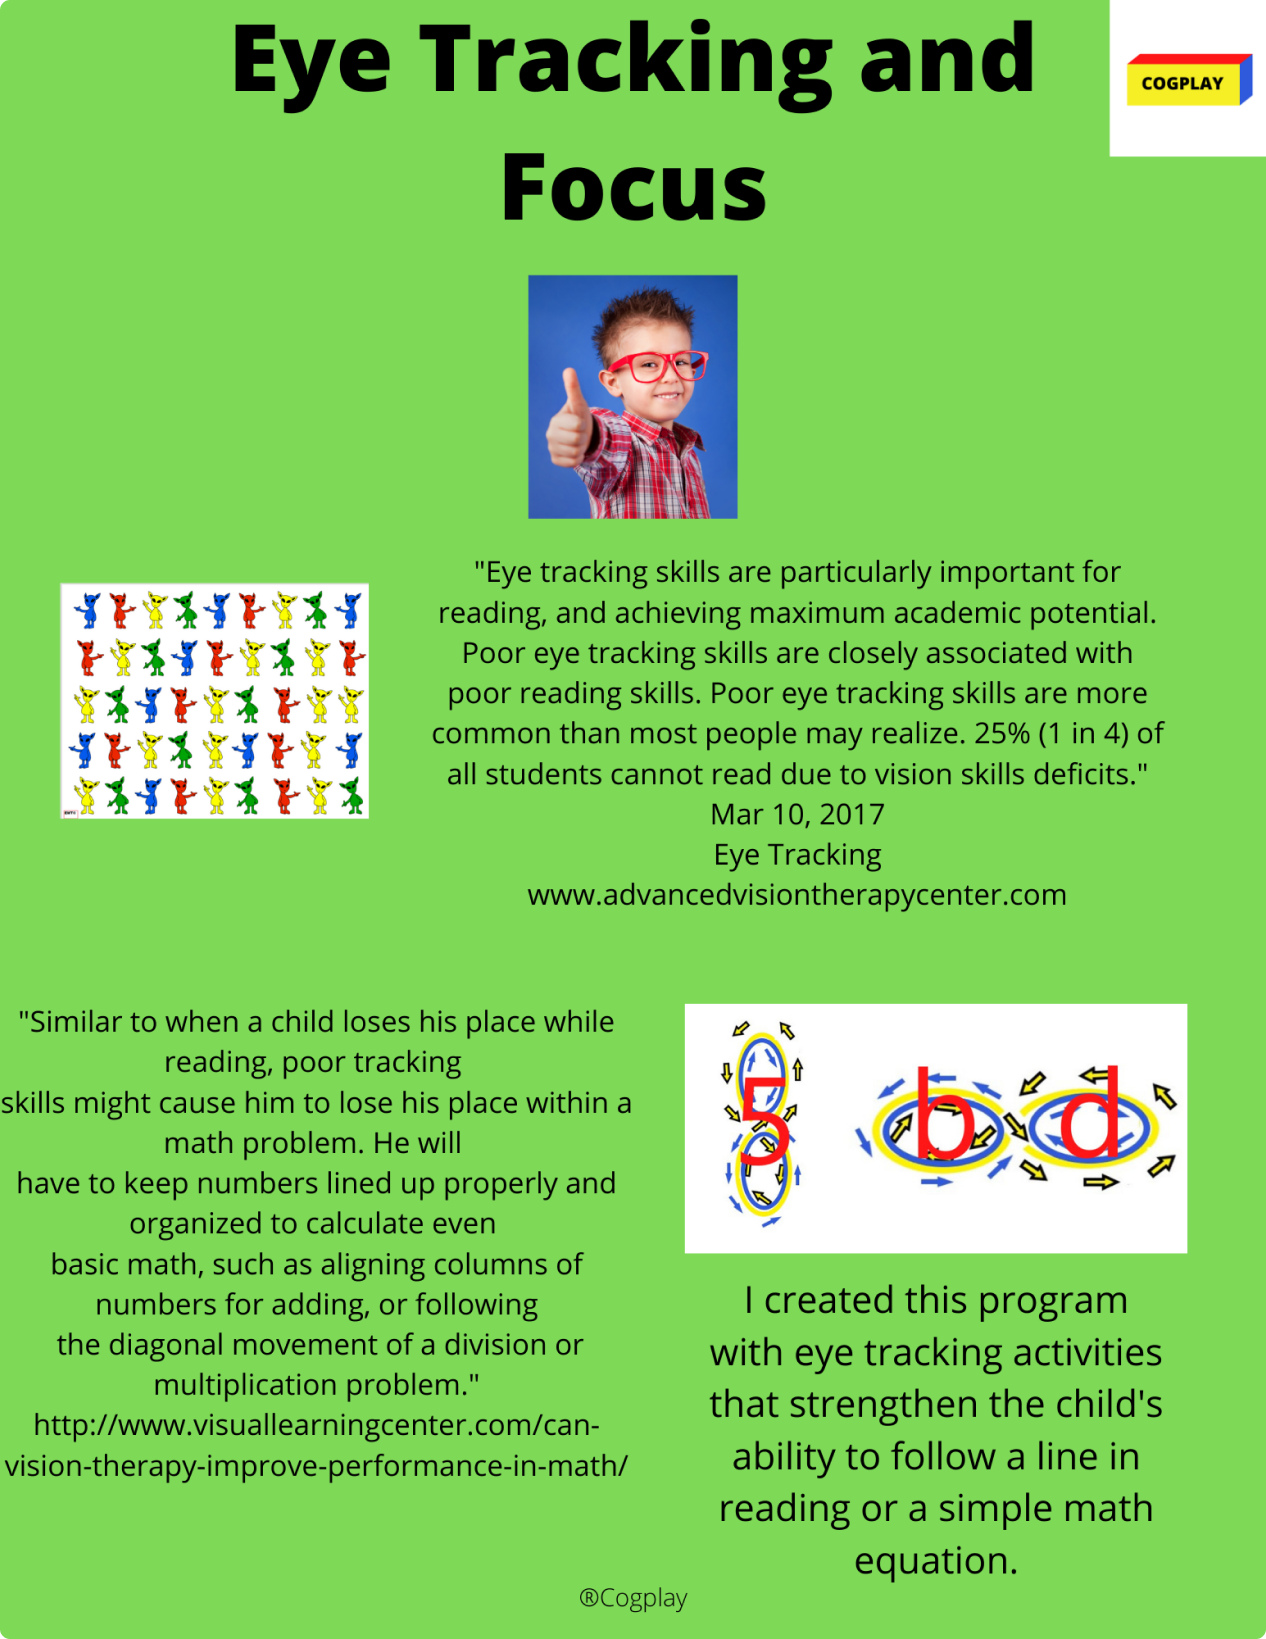 Eye Tracking and
Focus
COGPLAY
"Eye tracking skills are particularly important for
reading, and achieving maximum academic potential.
Poor eye tracking skills are closely associated with
poor reading skills. Poor eye tracking skills are more
common than most people may realize. 25% (1 in 4) of
all students cannot read due to vision skills deficits."
Mar 10, 2017
Eye Tracking
www.advancedvisiontherapycenter.com
"Similar to when a child loses his place while
reading, poor tracking
skills might cause him to lose his place within a
math problem. He will
have to keep numbers lined up properly and
organized to calculate even
basic math, such as aligning columns of
numbers for adding, or following
the diagonal movement of a division or
multiplication problem."
http://www.visuallearningcenter.com/can-
vision-therapy-improve-performance-in-math/
5 b d
I created this program
with eye tracking activities
that strengthen the child's
ability to follow a line in
reading or a simple math
equation.
®Cogplay